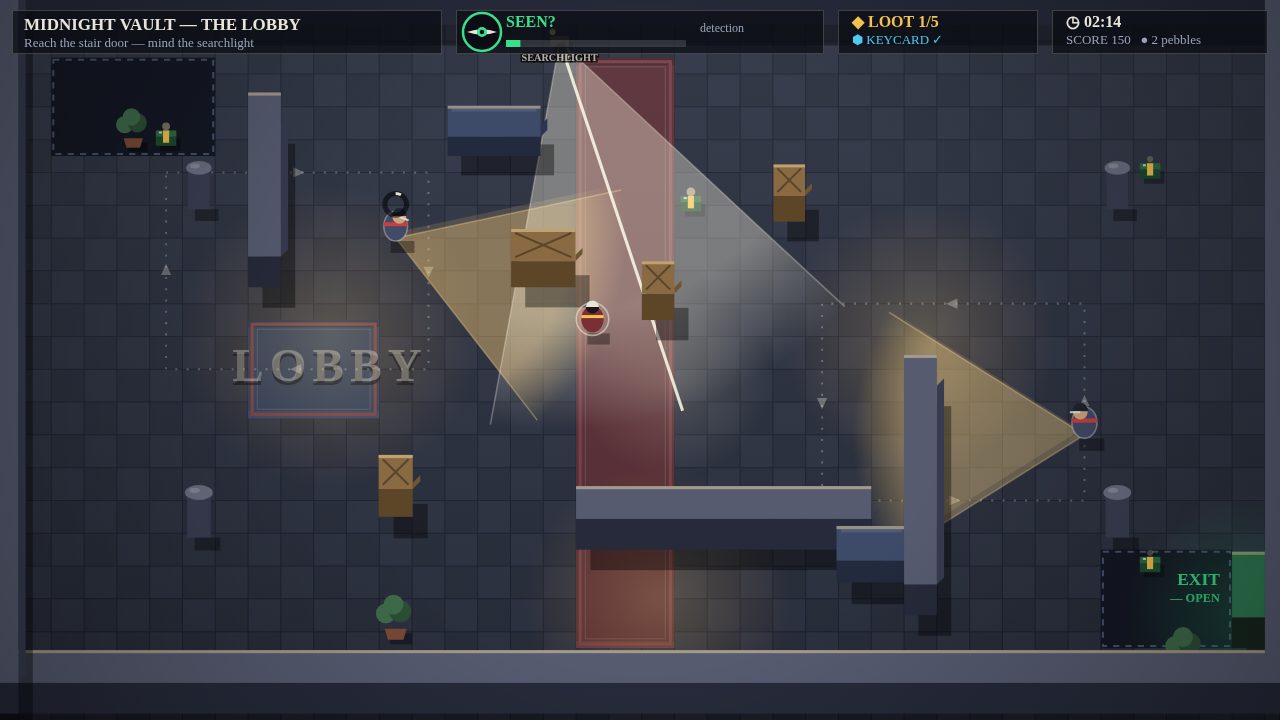 MIDNIGHT VAULT — THE LOBBY
Reach the stair door — mind the searchlight
SEEN?
detection
◆ LOOT 1/5
⬢ KEYCARD ✓
◷ 02:14
SCORE 150 ● 2 pebbles
SEARCHLIGHT
LOBBY
EXIT
— OPEN